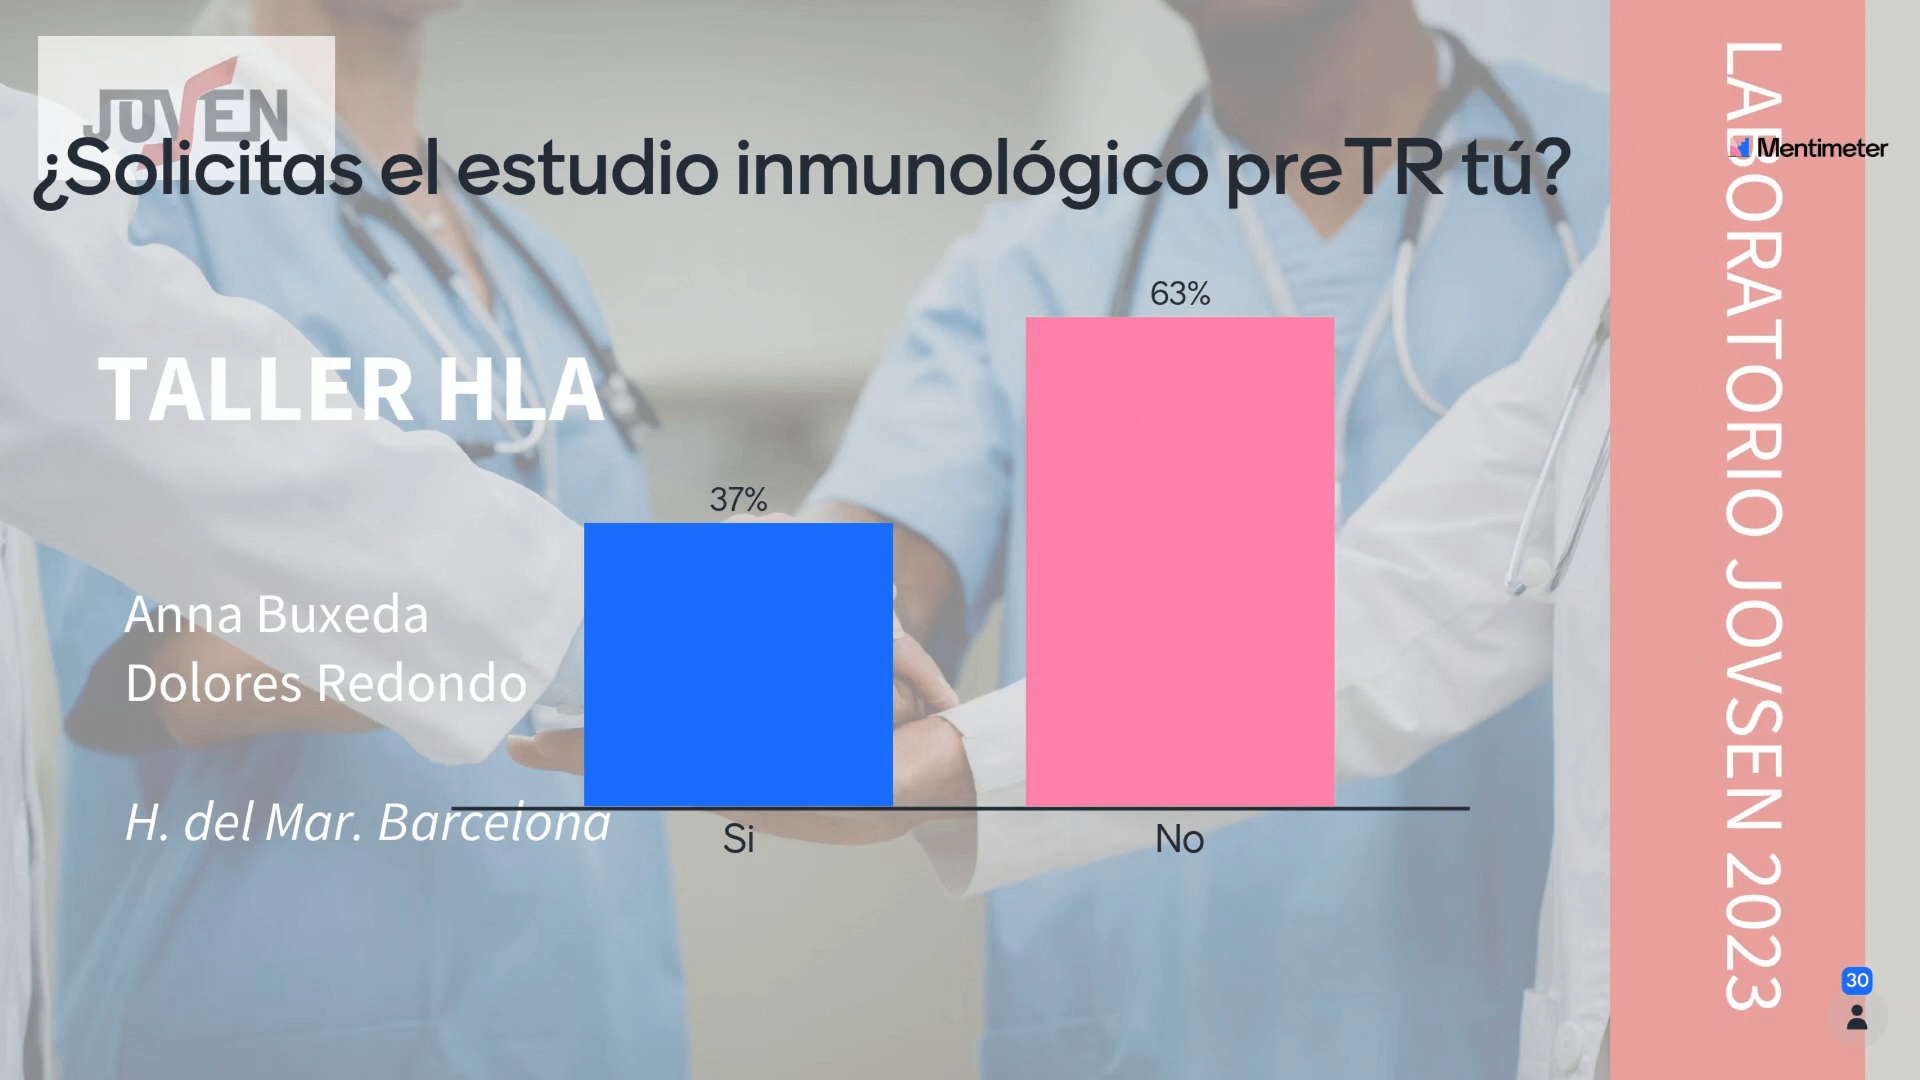 JOVSEN
¿Solicitas el estudio inmunológico preTR tú?
Mentimeter
TALLER HLA
Anna Buxeda
Dolores Redondo
H. del Mar. Barcelona
37%
63%
Si
No
LABORATORIO JOVSEN 2023
30